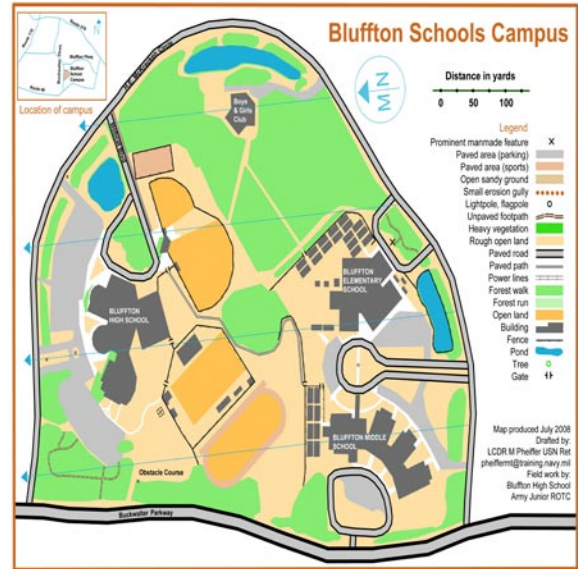 Bluffton Schools Campus
Location of campus
MN
Distance in yards
0 50 100
Legend
Prominent manmade feature
Paved area (parking)
Paved area (sports)
Open sandy ground
Small erosion gully
Lightpole, flagpole
Unpaved footpath
Heavy vegetation
Rough open land
Paved road
Paved path
Power lines
Forest walk
Forest run
Open land
Building
Fence
Pond
Tree
Gate
Boys
& Girls
Club
BLUFFTON
ELEMENTARY
SCHOOL
BLUFFTON
HIGH SCHOOL
BLUFFTON MIDDLE
SCHOOL
Obstacle Course
Buckwalter Parkway
Map produced July 2008
Drafted by:
LCDR M Pheiffer USN Ret
pheiffermt@training.navy.mil
Field work by:
Bluffton High School
Army Junior ROTC